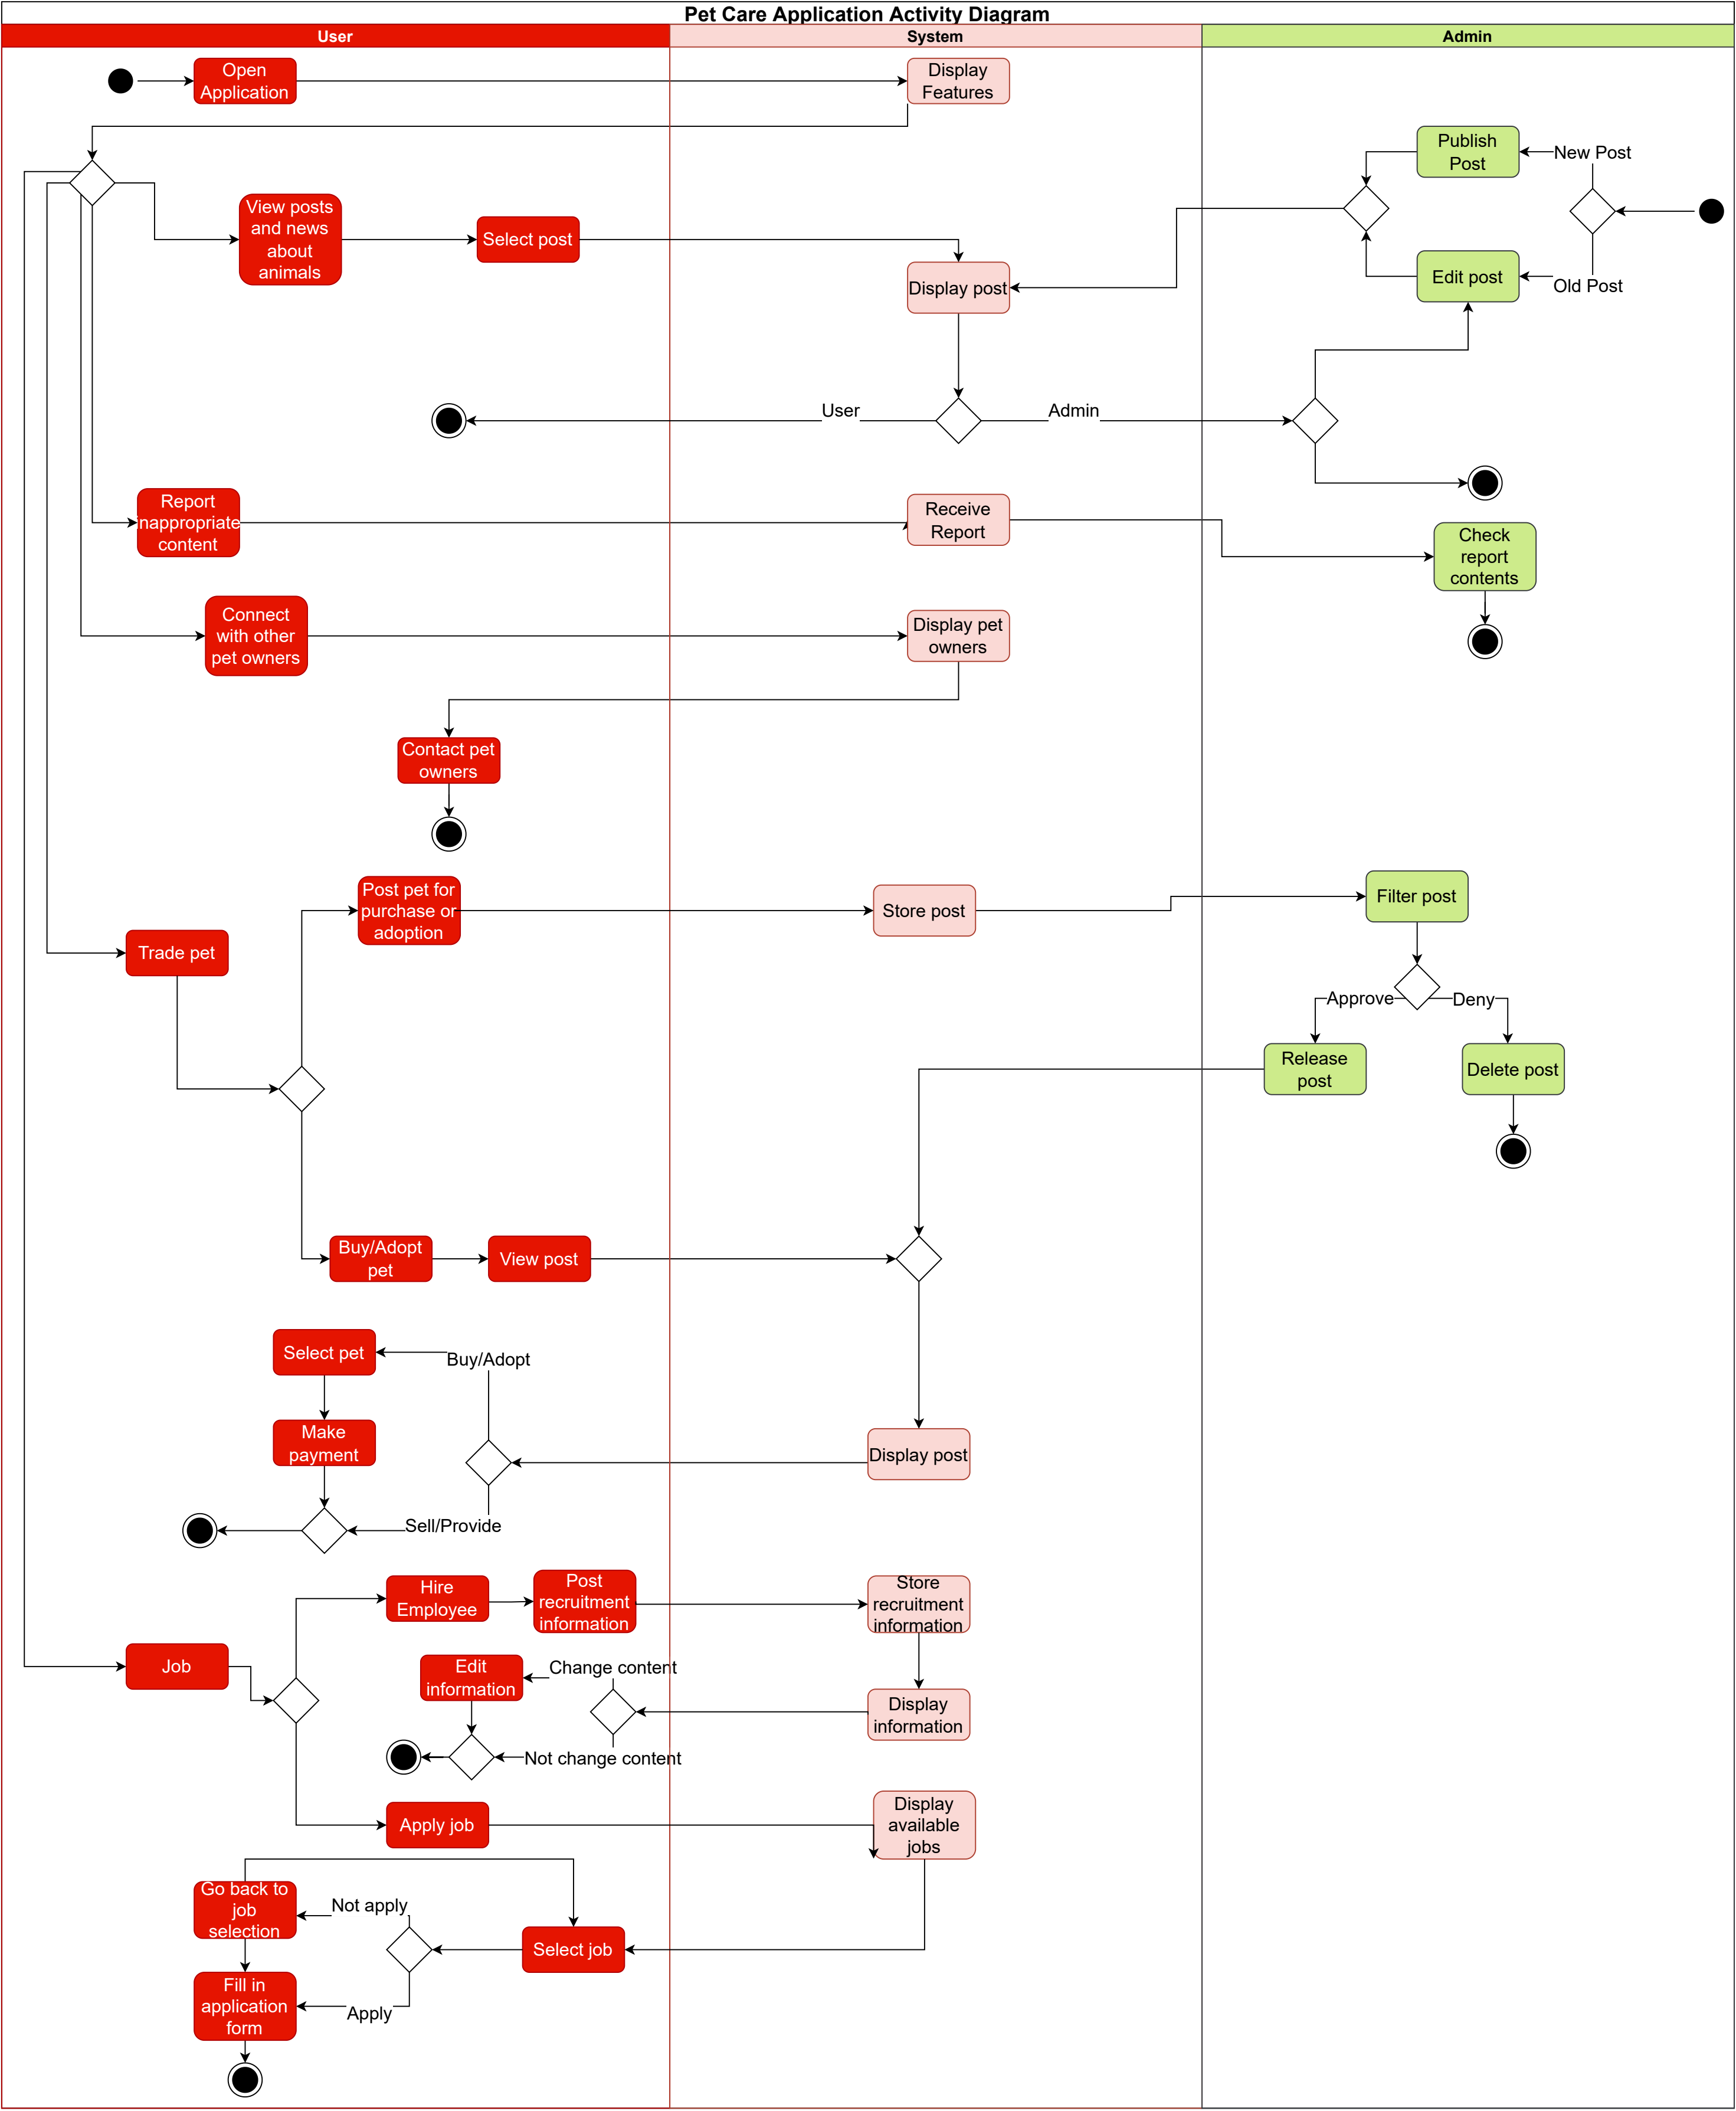 Pet Care Application Activity Diagram
User
System
Admin
Open
Application
Display
Features
Publish
Post
New Post
View posts
and news
about
animals
Select post
Display post
Edit post
Old Post
User
Admin
Report
inappropriate
content
Receive
Report
Check
report
contents
Connect
with other
pet owners
Display pet
owners
Contact pet
owners
Post pet for
purchase or
adoption
Store post
Filter post
Trade pet
Approve
Deny
Release
post
Delete post
Buy/Adopt
pet
View post
Select pet
Buy/Adopt
Make
payment
Display post
Sell/Provide
Hire
Employee
Post
recruitment
information
Store
recruitment
information
Job
Edit
information
Change content
Display
information
Not change content
Apply job
Display
available
jobs
Go back to
job
selection
Not apply
Select job
Fill in
application
form
Apply